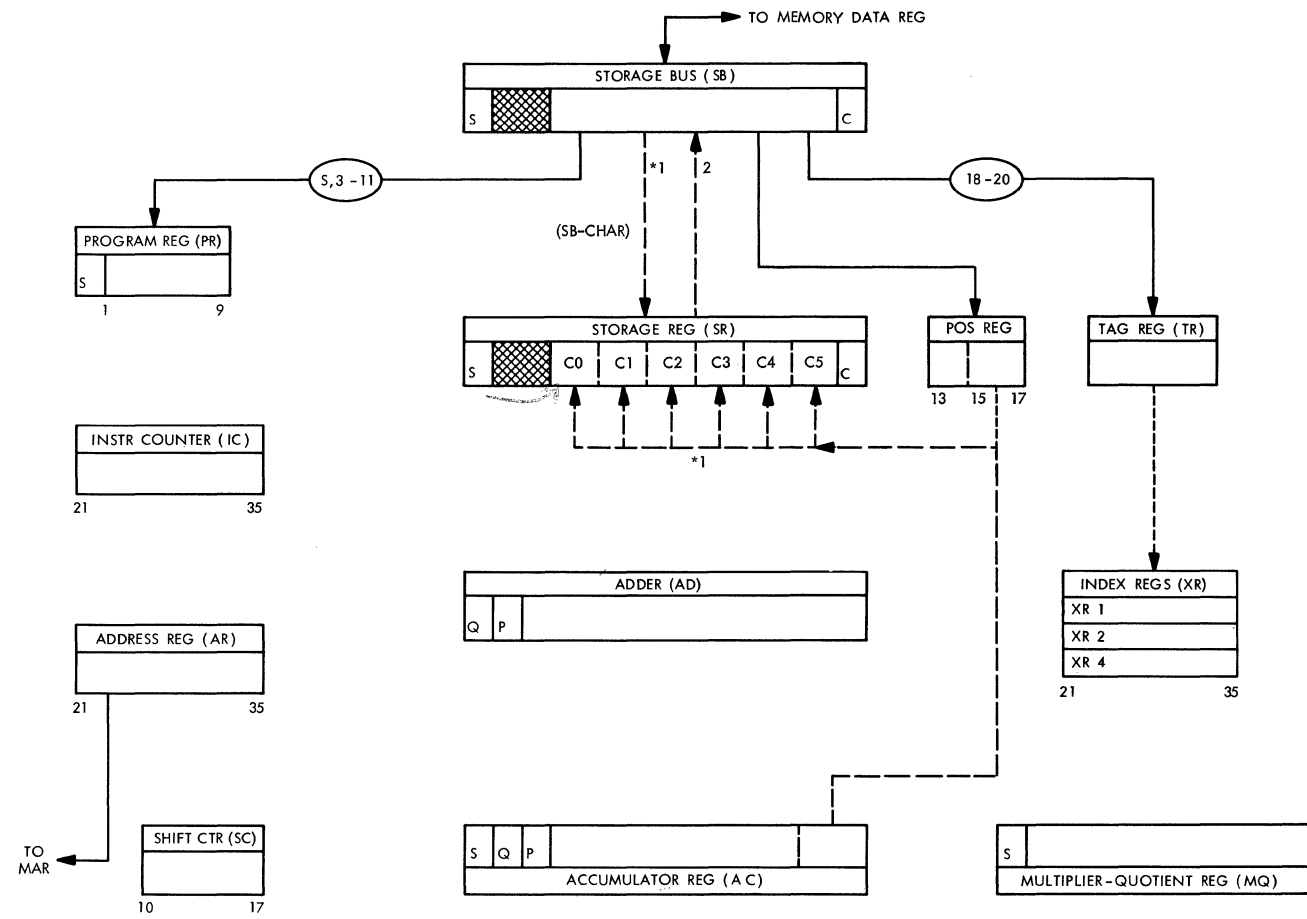 TO MEMORY DATA REG
STORAGE BUS (SB)
S
C
S,3-11
*1
2
18-20
(SB-CHAR)
PROGRAM REG (PR)
S
1 9
STORAGE REG (SR)
S C0 C1 C2 C3 C4 C5 C
POS REG
13 15 17
TAG REG (TR)
*1
INSTR COUNTER (IC)
21 35
ADDER (AD)
Q P
INDEX REGS (XR)
XR 1
XR 2
XR 4
21 35
ADDRESS REG (AR)
21 35
TO
MAR
SHIFT CTR (SC)
10 17
S Q P
ACCUMULATOR REG (AC)
S
MULTIPLIER-QUOTIENT REG (MQ)